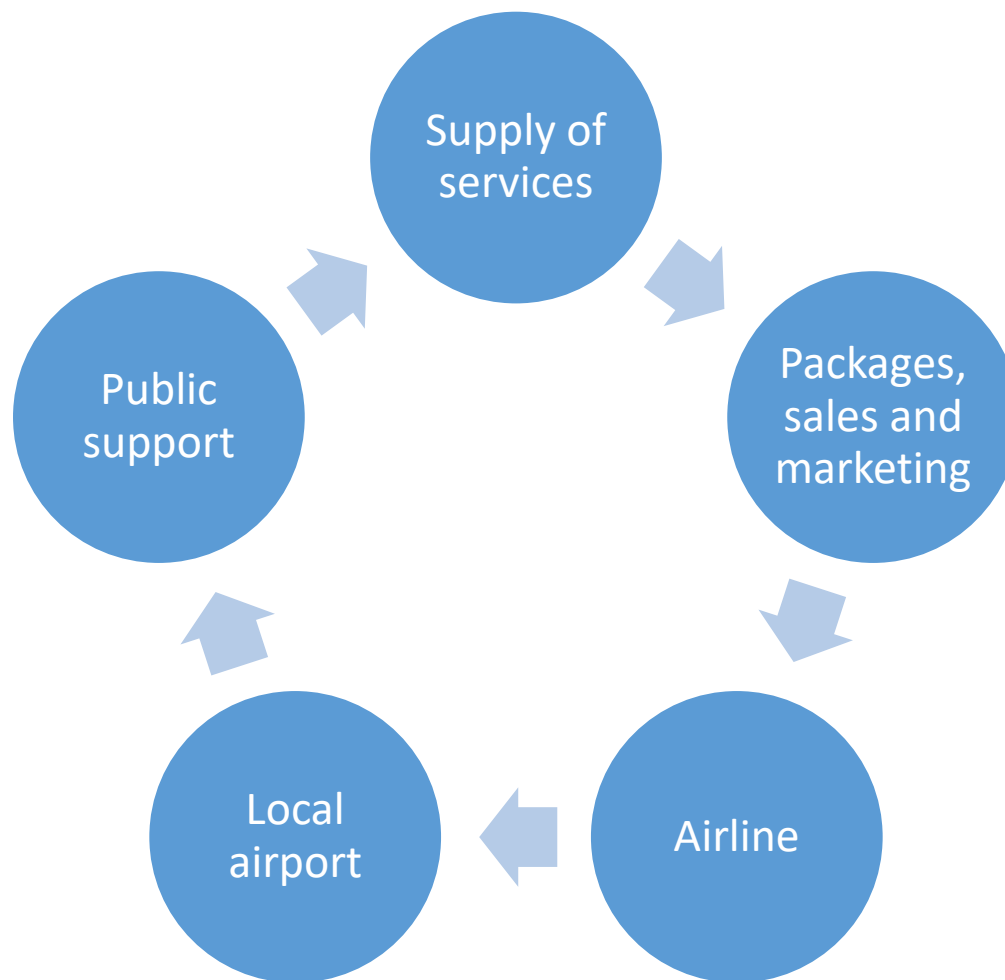 Supply of
services
Packages,
sales and
marketing
Airline
Local
airport
Public
support